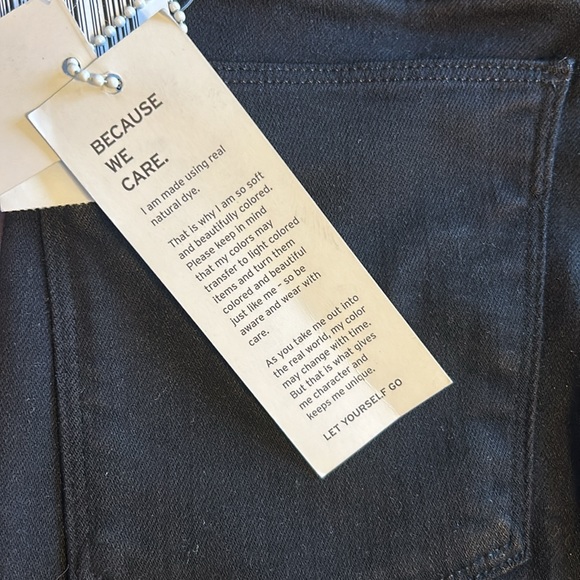 BECAUSE
WE
CARE.
I am made using real
natural dye.
That is why I am so soft
and beautifully colored.
Please keep in mind
that my colors may
transfer to light colored
items and turn them
colored and beautiful
just like me – so be
aware and wear with
care.
As you take me out into
the real world, my color
may change with time.
But that is what gives
me character and
keeps me unique.
LET YOURSELF GO